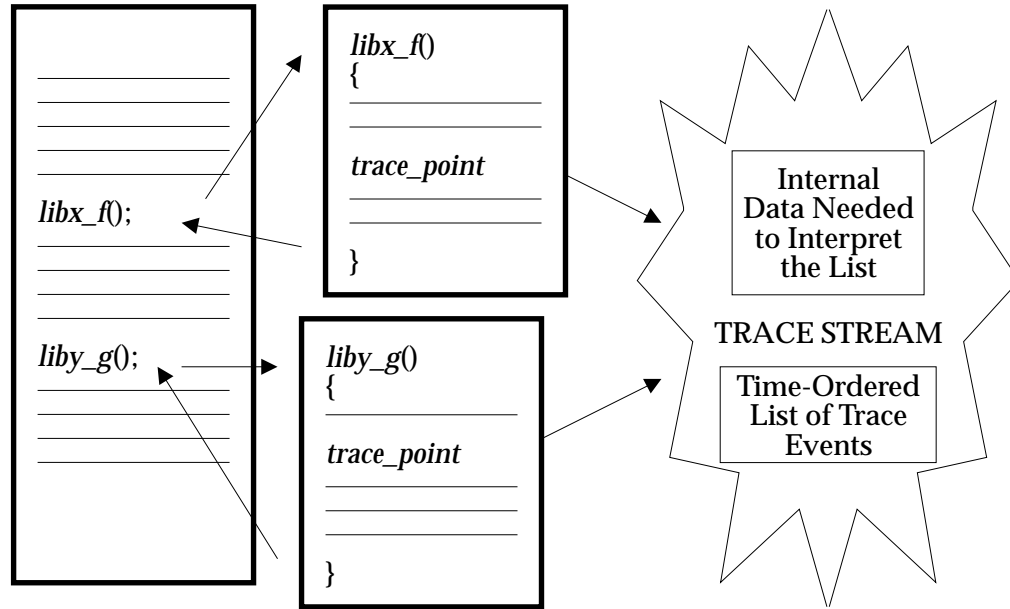 libx_f();
liby_g();
libx_f()
{
trace_point
}
liby_g()
{
trace_point
}
Internal
Data Needed
to Interpret
the List
TRACE STREAM
Time-Ordered
List of Trace
Events